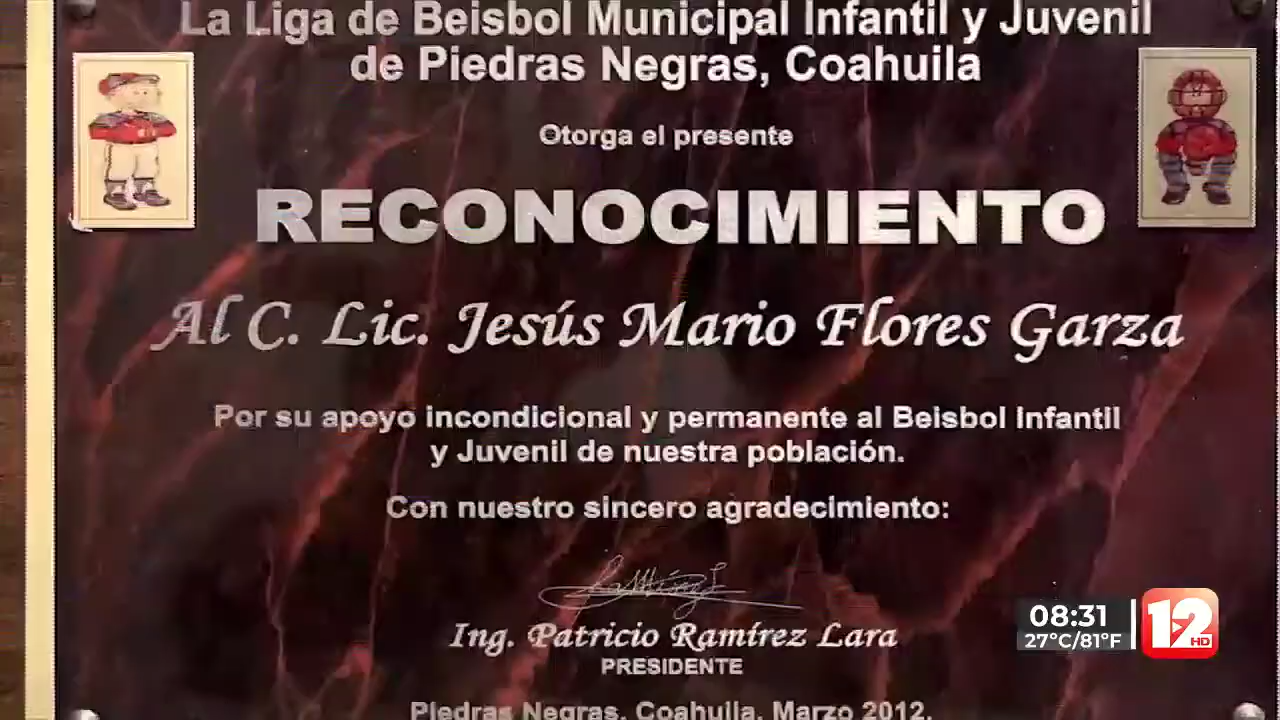 La Liga de Beisbol Municipal Infantil y Juvenil
de Piedras Negras, Coahuila
Otorga el presente
RECONOCIMIENTO
Al C. Lic. Jesús Mario Flores Garza
Por su apoyo incondicional y permanente al Beisbol Infantil
y Juvenil de nuestra población.
Con nuestro sincero agradecimiento:
Ing. Patricio Ramírez Lara
PRESIDENTE
Piedras Negras, Coahuila, Marzo 2012.
08:31
27°C/81°F
12
HD